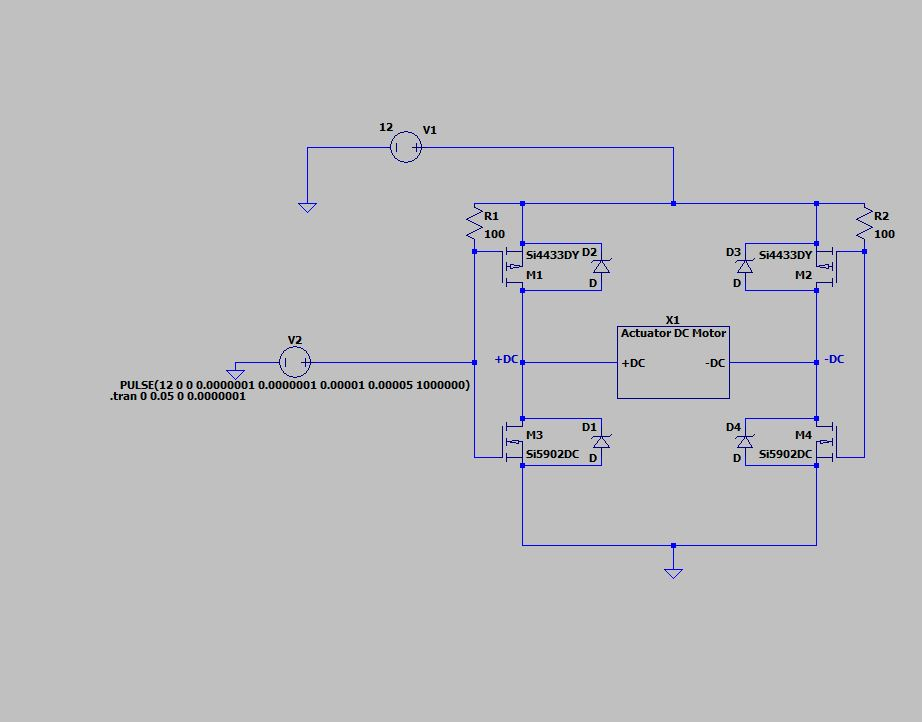 12 V1
R1
100
R2
100
Si4433DY D2
M1
D
D3 Si4433DY
M2
D
V2
X1
Actuator DC Motor
+DC
+DC
-DC
-DC
PULSE(12 0 0 0.0000001 0.0000001 0.00001 0.00005 1000000)
.tran 0 0.05 0 0.0000001
M3
D1
Si5902DC D
D4
M4
D Si5902DC